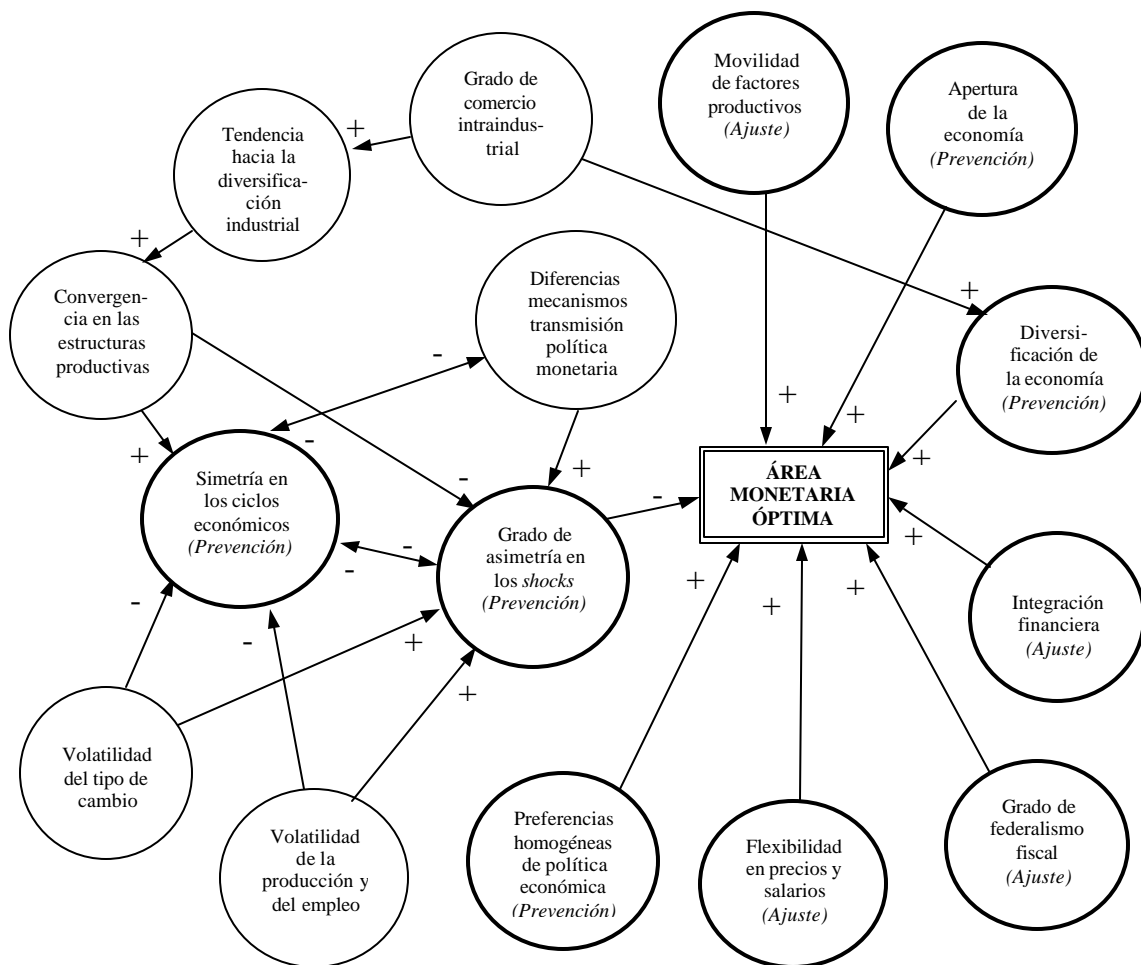 Grado de
comercio
intraindus-
trial
+
Tendencia
hacia la
diversifica-
ción
industrial
+
Movilidad
de factores
productivos
(Ajuste)
Apertura
de la
economía
(Prevención)
Convergen-
cia en las
estructuras
productivas
Diferencias
mecanismos
transmisión
política
monetaria
+
Diversi-
ficación de
la economía
(Prevención)
-
-
+
+
+
+
+
-
-
Simetría en
los ciclos
económicos
(Prevención)
-
-
Grado de
asimetría en
los shocks
(Prevención)
ÁREA
MONETARIA
ÓPTIMA
+
Integración
financiera
(Ajuste)
-
-
+
+
+
+
+
Volatilidad
del tipo de
cambio
Volatilidad
de la
producción y
del empleo
Preferencias
homogéneas
de política
económica
(Prevención)
Flexibilidad
en precios y
salarios
(Ajuste)
Grado de
federalismo
fiscal
(Ajuste)